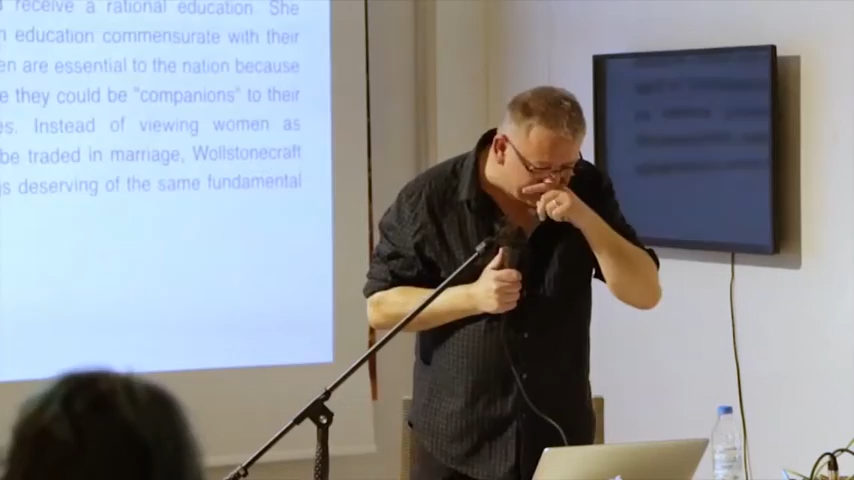 receive a rational education. She
education commensurate with their
en are essential to the nation because
they could be "companions" to their
Instead of viewing women as
be traded in marriage, Wollstonecraft
deserving of the same fundamental